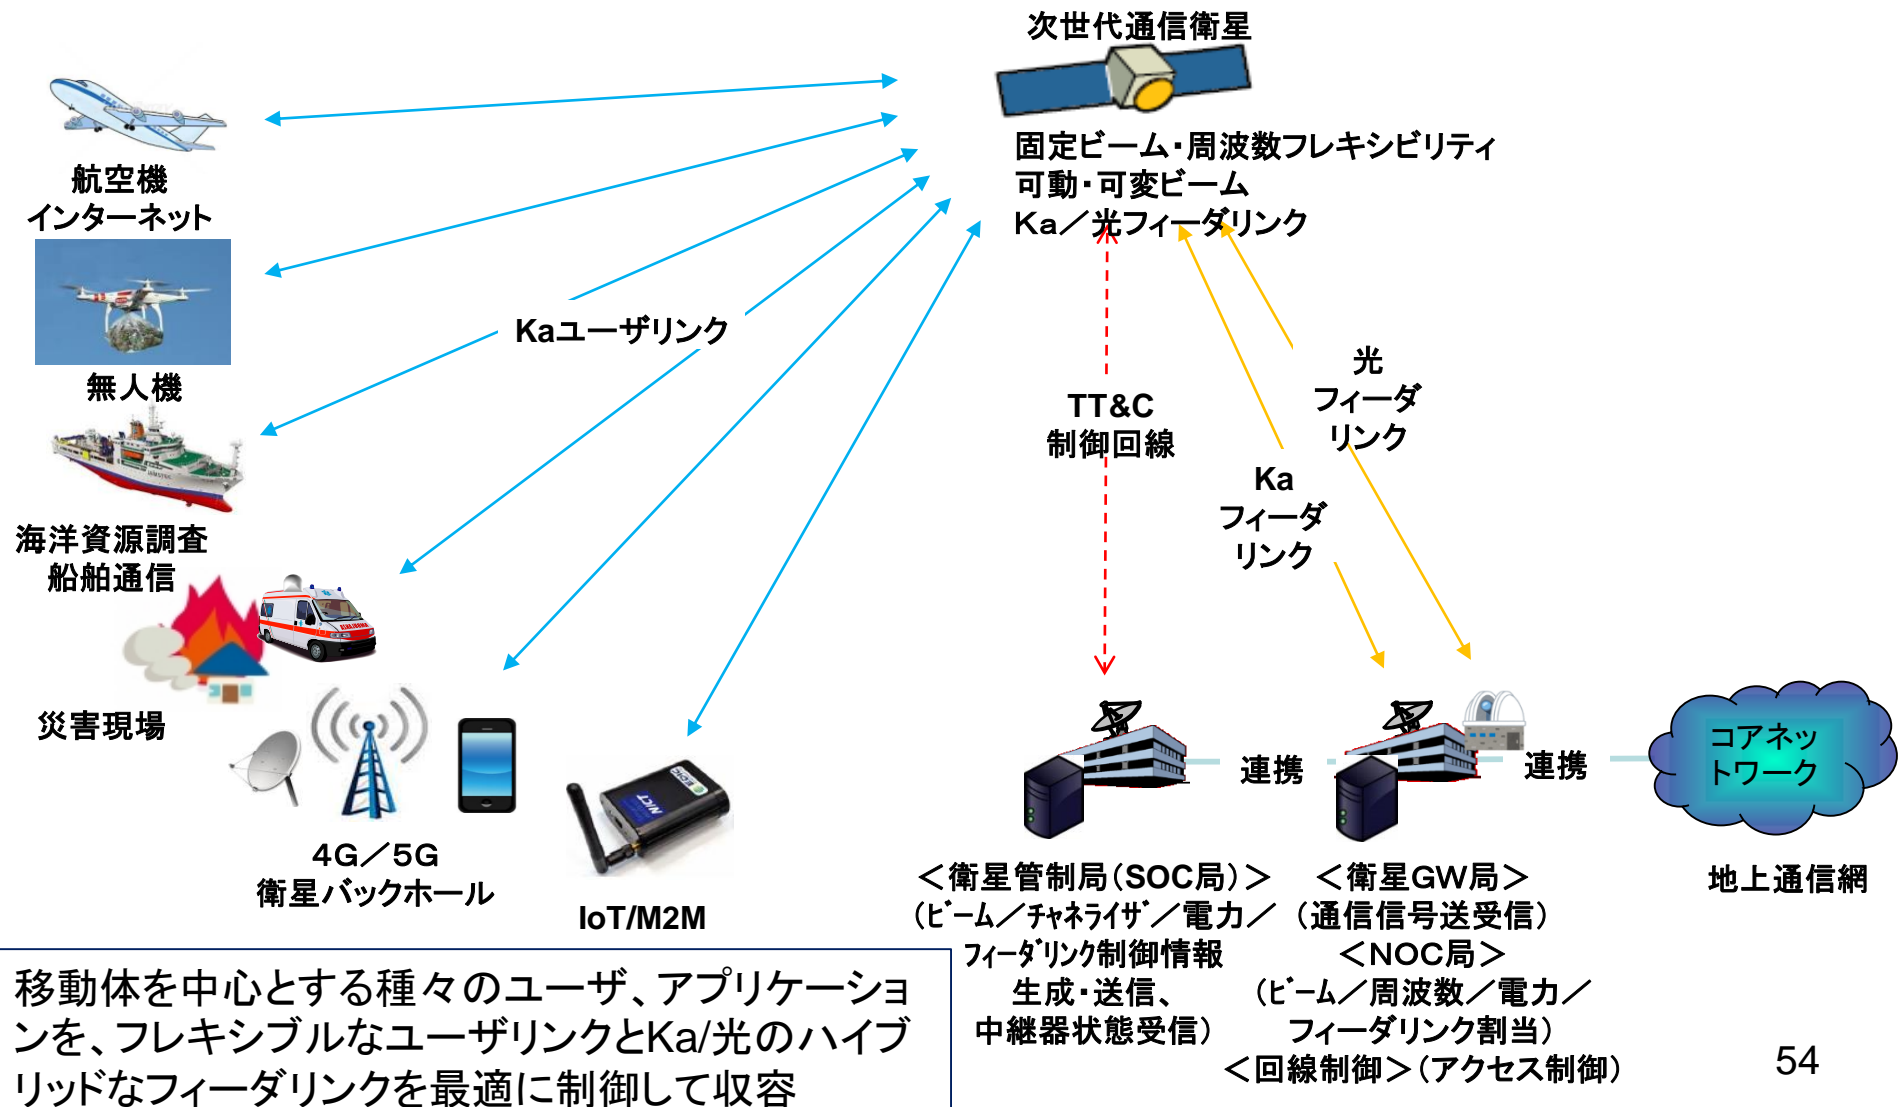 次世代通信衛星
固定ビーム・周波数フレキシビリティ
可動・可変ビーム
Ka／光フィーダリンク
航空機
インターネット
無人機
海洋資源調査
船舶通信
災害現場
4G／5G
衛星バックホール
NICT
IoT/M2M
Kaユーザリンク
TT&C
制御回線
Ka
フィーダ
リンク
光
フィーダ
リンク
連携
連携
コアネッ
トワーク
地上通信網
＜衛星管制局（SOC局）＞
（ﾋﾞｰﾑ／ﾁｬﾈﾗｲｻﾞ／電力／
ﾌｨｰﾀﾞﾘﾝｸ制御情報
生成・送信、
中継器状態受信）
＜衛星GW局＞
（通信信号送受信）
＜NOC局＞
（ﾋﾞｰﾑ／周波数／電力／
フィーダリンク割当）
＜回線制御＞（アクセス制御）
移動体を中心とする種々のユーザ、アプリケーショ
ンを、フレキシブルなユーザリンクとKa/光のハイブ
リッドなフィーダリンクを最適に制御して収容
54